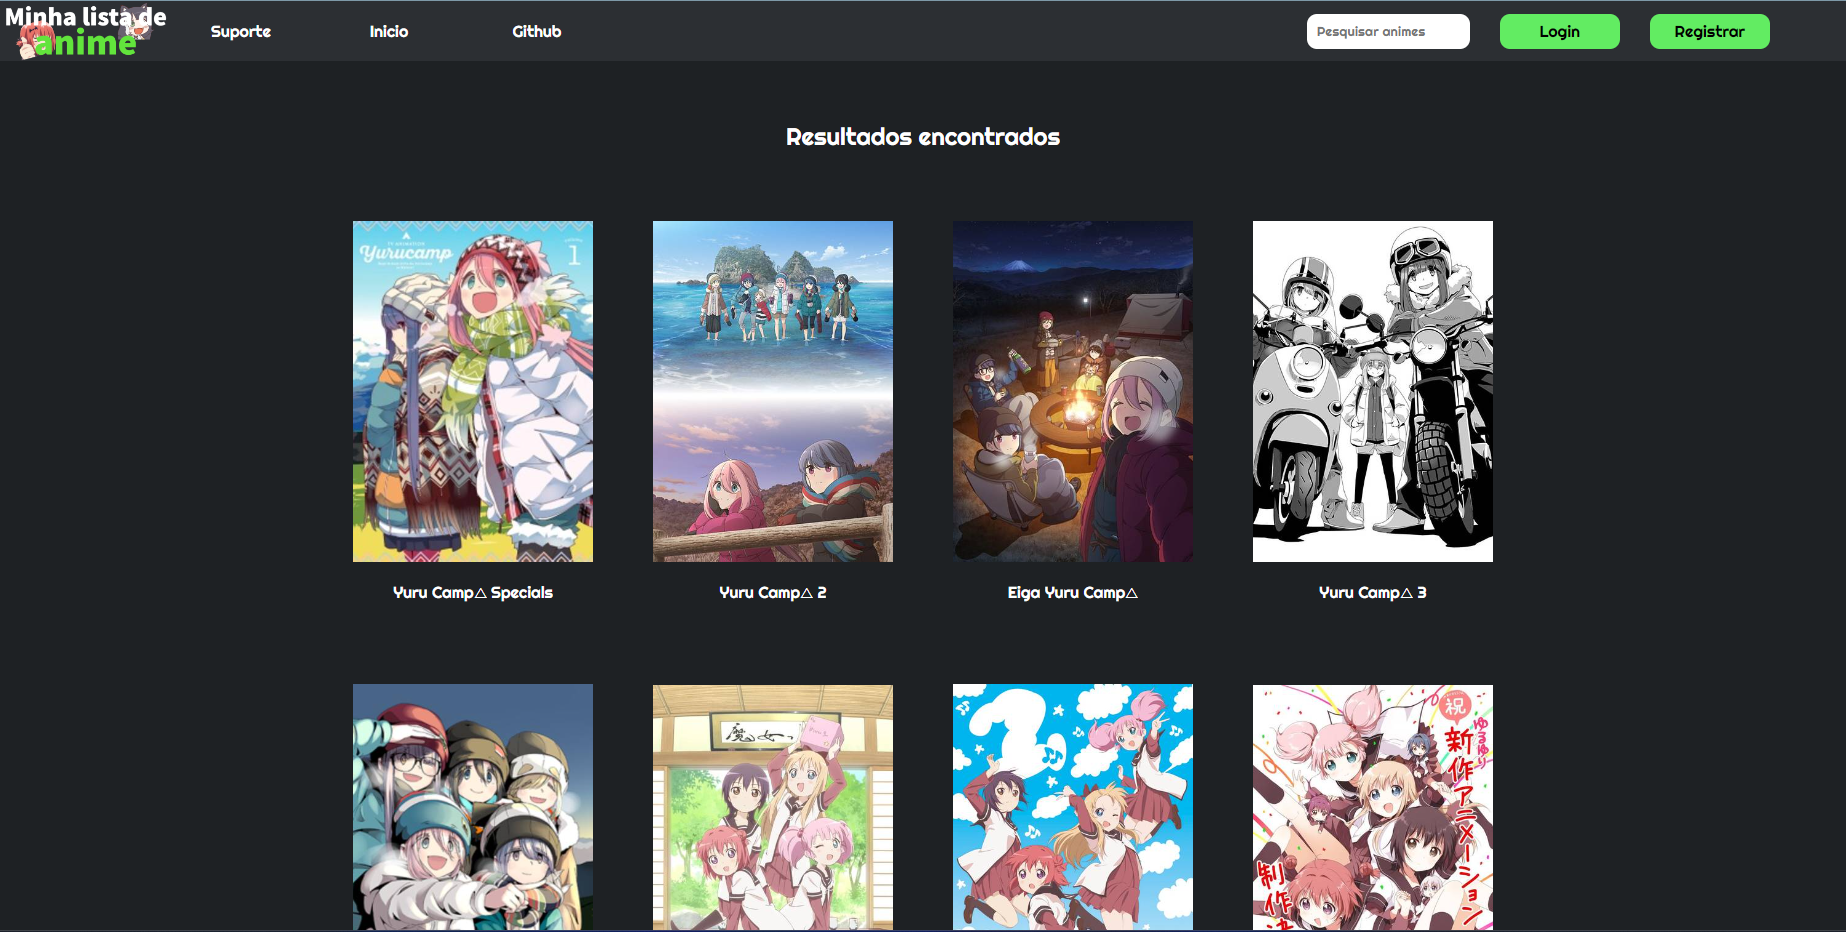 Minha lista de
anime
Suporte
Inicio
Github
Pesquisar animes
Login
Registrar
Resultados encontrados
Yurucamp
1
Yuru Camp△ Specials
Yuru Camp△ 2
Eiga Yuru Camp△
Yuru Camp△ 3
祝
ゆるゆり
新作アニメーション
制作決